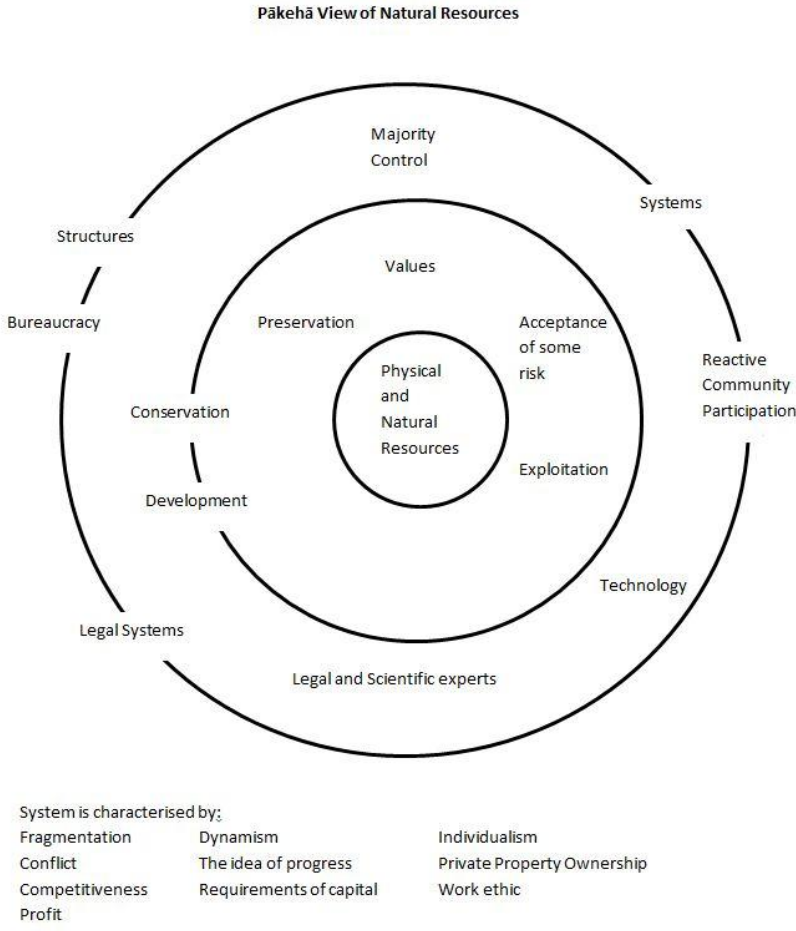 Pākehā View of Natural Resources
Majority
Control
Systems
Structures
Values
Bureaucracy
Preservation
Acceptance
of some
risk
Reactive
Community
Participation
Physical
and
Natural
Resources
Conservation
Exploitation
Development
Technology
Legal Systems
Legal and Scientific experts
System is characterised by:
Fragmentation Dynamism Individualism
Conflict The idea of progress Private Property Ownership
Competitiveness Requirements of capital Work ethic
Profit